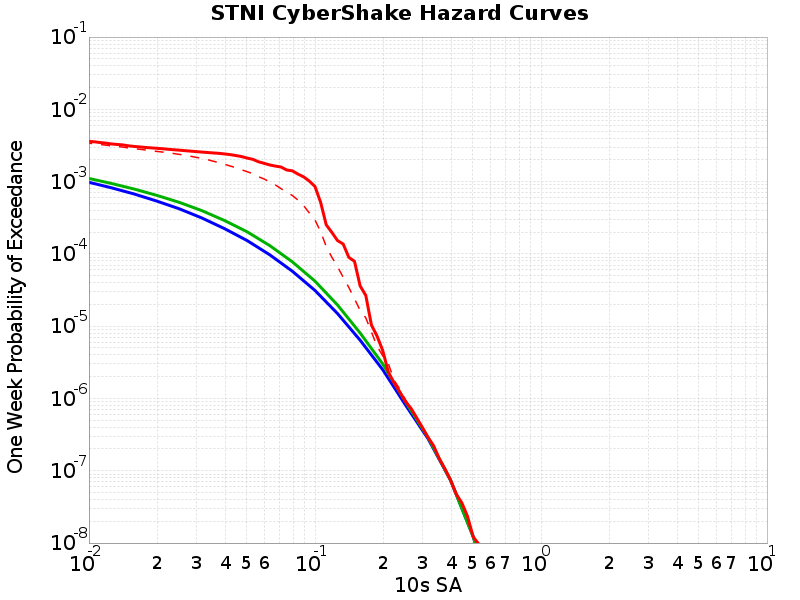 STNI CyberShake Hazard Curves
One Week Probability of Exceedance
10^-1
10^-2
10^-3
10^-4
10^-5
10^-6
10^-7
10^-8
10^-2 2 3 4 5 6 10^-1 2 3 4 5 6 7 10^0 2 3 4 5 6 7 10^1
10s SA